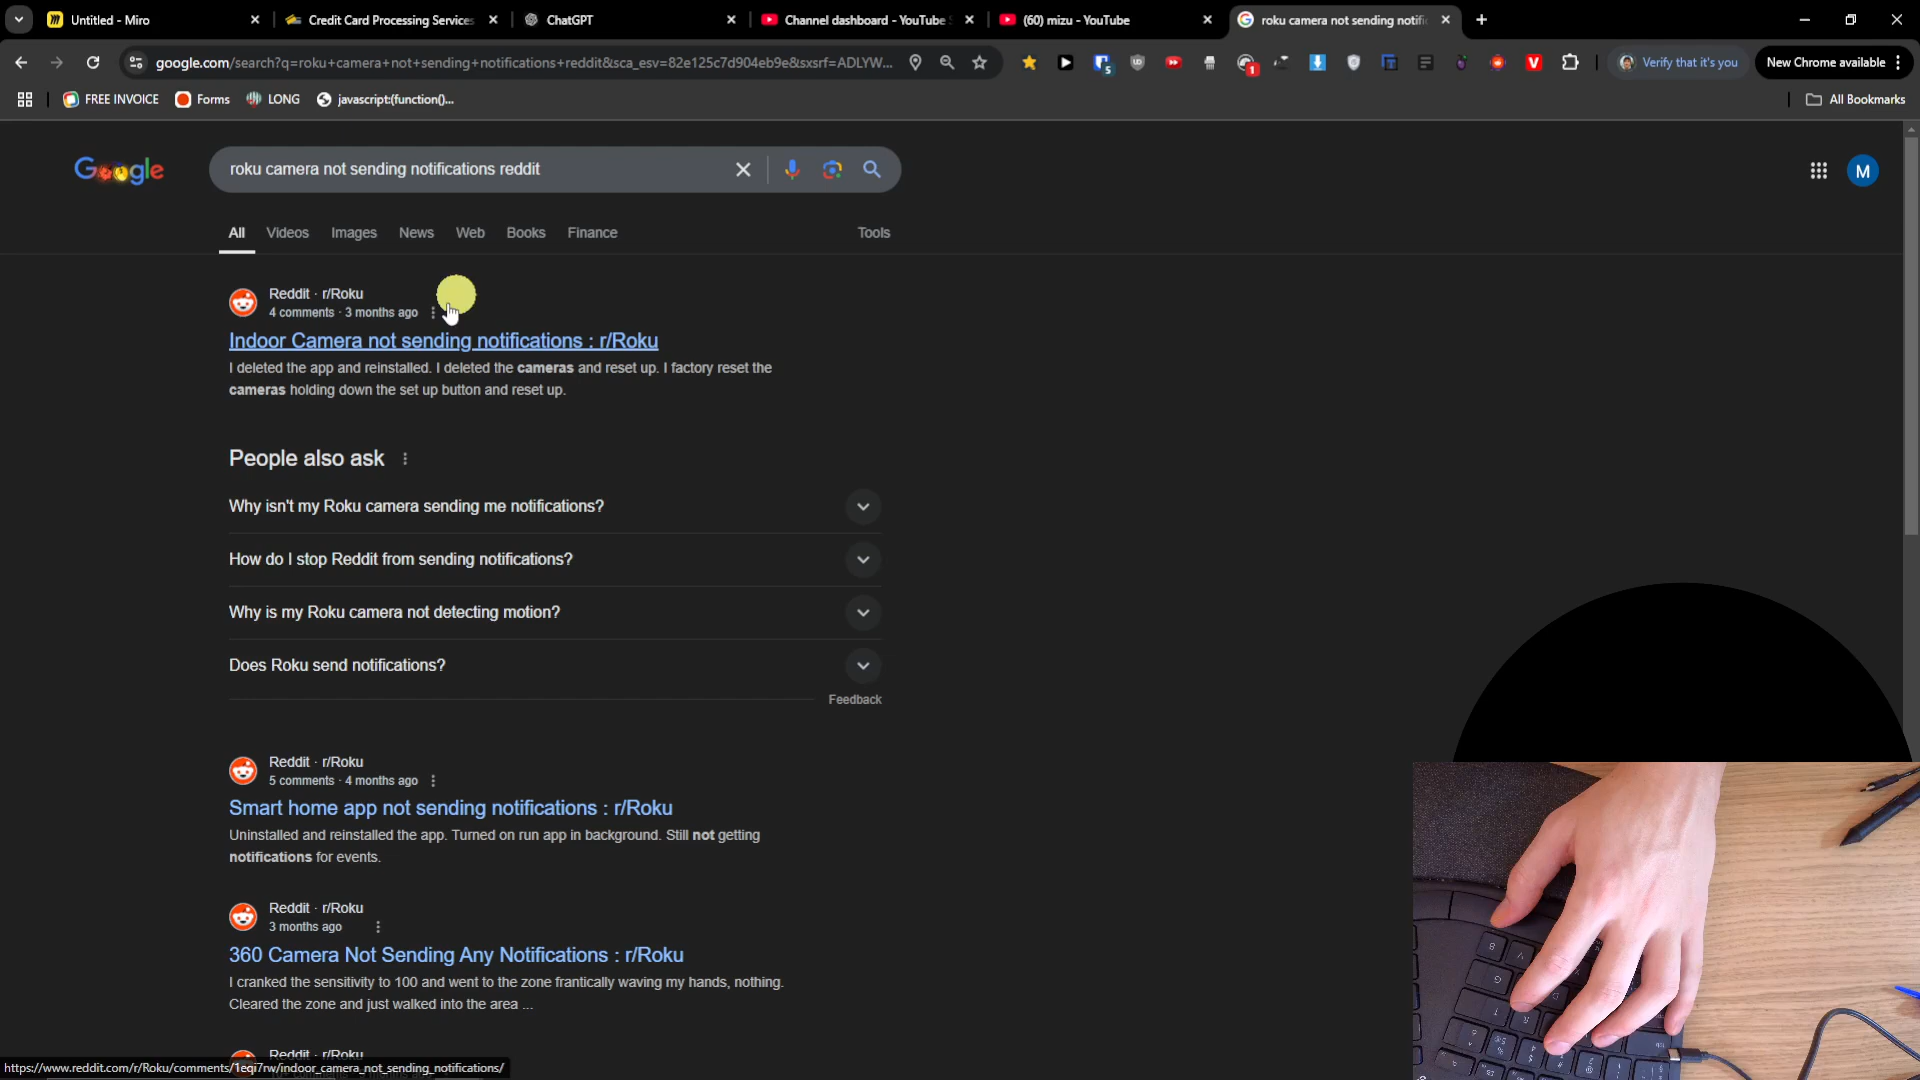 Untitled - Miro
Credit Card Processing Services
ChatGPT
Channel dashboard - YouTube S
(60) mizu - YouTube
roku camera not sending notifi
google.com/search?q=roku+camera+not+sending+notifications+reddit&sca_esv=82e125c7d904eb9e&sxsrf=ADLYW...
Verify that it's you
New Chrome available
FREE INVOICE
Forms
LONG
javascript:(function()...
All Bookmarks
Google
roku camera not sending notifications reddit
M
All
Videos
Images
News
Web
Books
Finance
Tools
Reddit · r/Roku
4 comments · 3 months ago
Indoor Camera not sending notifications : r/Roku
I deleted the app and reinstalled. I deleted the cameras and reset up. I factory reset the
cameras holding down the set up button and reset up.
People also ask
Why isn't my Roku camera sending me notifications?
How do I stop Reddit from sending notifications?
Why is my Roku camera not detecting motion?
Does Roku send notifications?
Feedback
Reddit · r/Roku
5 comments · 4 months ago
Smart home app not sending notifications : r/Roku
Uninstalled and reinstalled the app. Turned on run app in background. Still not getting
notifications for events.
Reddit · r/Roku
3 months ago
360 Camera Not Sending Any Notifications : r/Roku
I cranked the sensitivity to 100 and went to the zone frantically waving my hands, nothing.
Cleared the zone and just walked into the area ...
Reddit · r/Roku
https://www.reddit.com/r/Roku/comments/1eqi7rw/indoor_camera_not_sending_notifications/